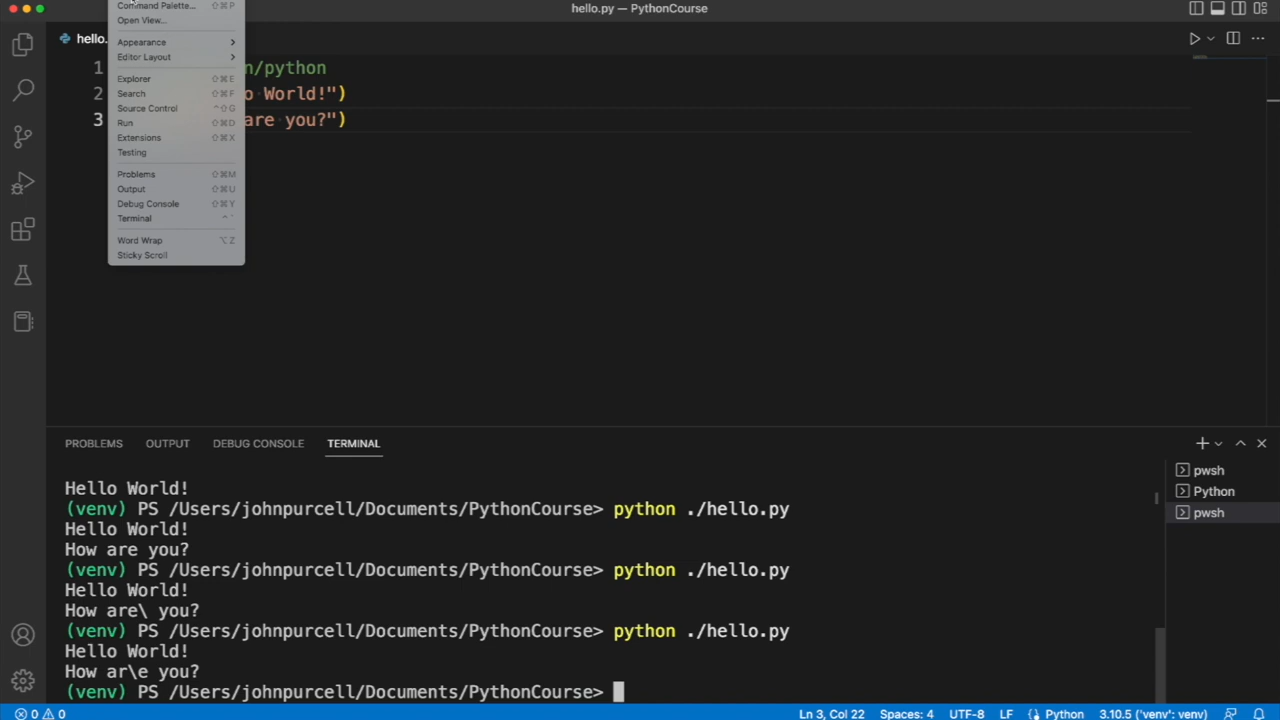 hello.py — PythonCourse
Command Palette... ⇧⌘P
Open View...
Appearance
Editor Layout
Explorer ⇧⌘E
Search ⇧⌘F
Source Control ⌃⇧G
Run ⇧⌘D
Extensions ⇧⌘X
Testing
Problems ⇧⌘M
Output ⇧⌘U
Debug Console ⇧⌘Y
Terminal ⌃`
Word Wrap ⌥Z
Sticky Scroll
hello.
1 n/python
2 o World!")
3 are you?")
PROBLEMS OUTPUT DEBUG CONSOLE TERMINAL
Hello World!
(venv) PS /Users/johnpurcell/Documents/PythonCourse> python ./hello.py
Hello World!
How are you?
(venv) PS /Users/johnpurcell/Documents/PythonCourse> python ./hello.py
Hello World!
How are\ you?
(venv) PS /Users/johnpurcell/Documents/PythonCourse> python ./hello.py
Hello World!
How ar\e you?
(venv) PS /Users/johnpurcell/Documents/PythonCourse>
pwsh
Python
pwsh
0 0 Ln 3, Col 22 Spaces: 4 UTF-8 LF Python 3.10.5 ('venv': venv)